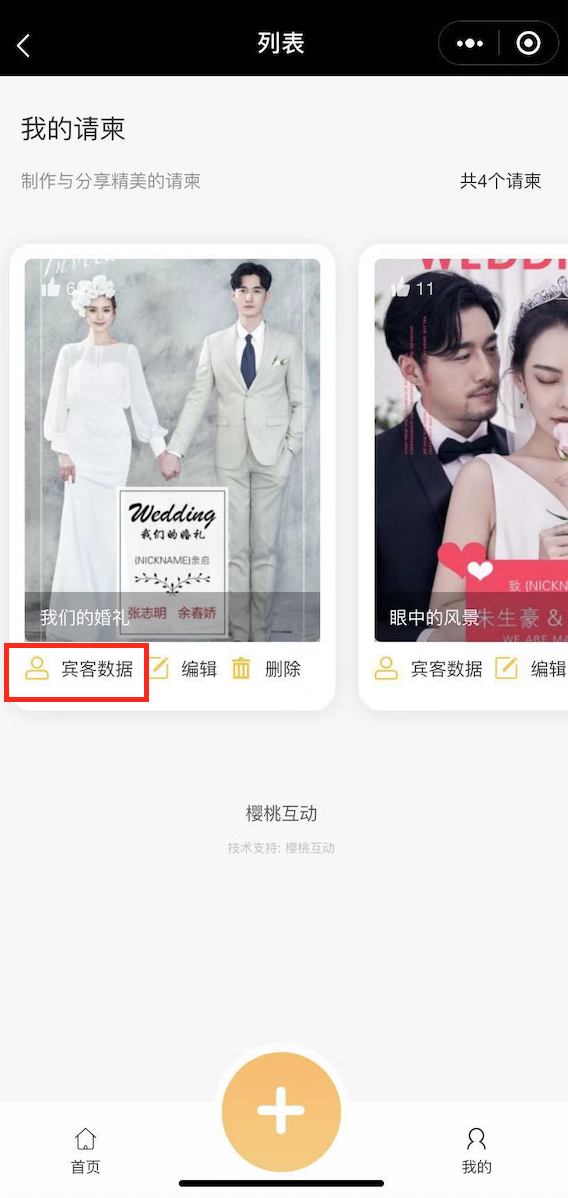 列表
我的请柬
制作与分享精美的请柬
共4个请柬
Wedding
我们的婚礼
{NICKNAME}亲启
张志明 余春娇
我们的婚礼
宾客数据
编辑
删除
WEDDI
11
致 {NICKN
朱生豪 &
WE ARE MA
眼中的风景
宾客数据
编辑
樱桃互动
技术支持: 樱桃互动
首页
我的